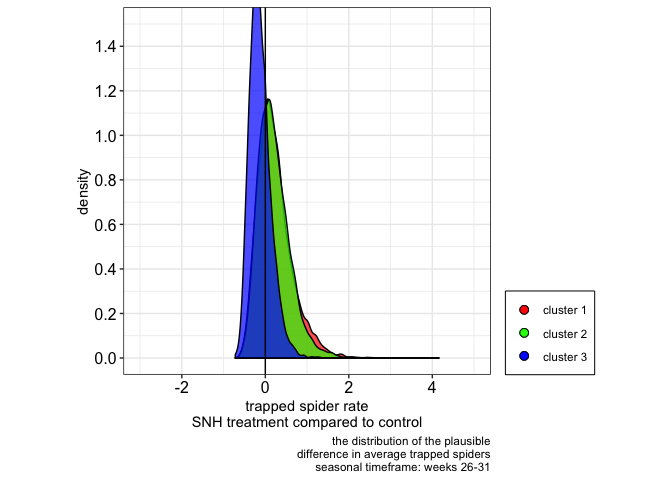 1.4
1.2
1.0
0.8
0.6
0.4
0.2
0.0
density
-2 0 2 4
trapped spider rate
SNH treatment compared to control
cluster 1
cluster 2
cluster 3
the distribution of the plausible
difference in average trapped spiders
seasonal timeframe: weeks 26-31